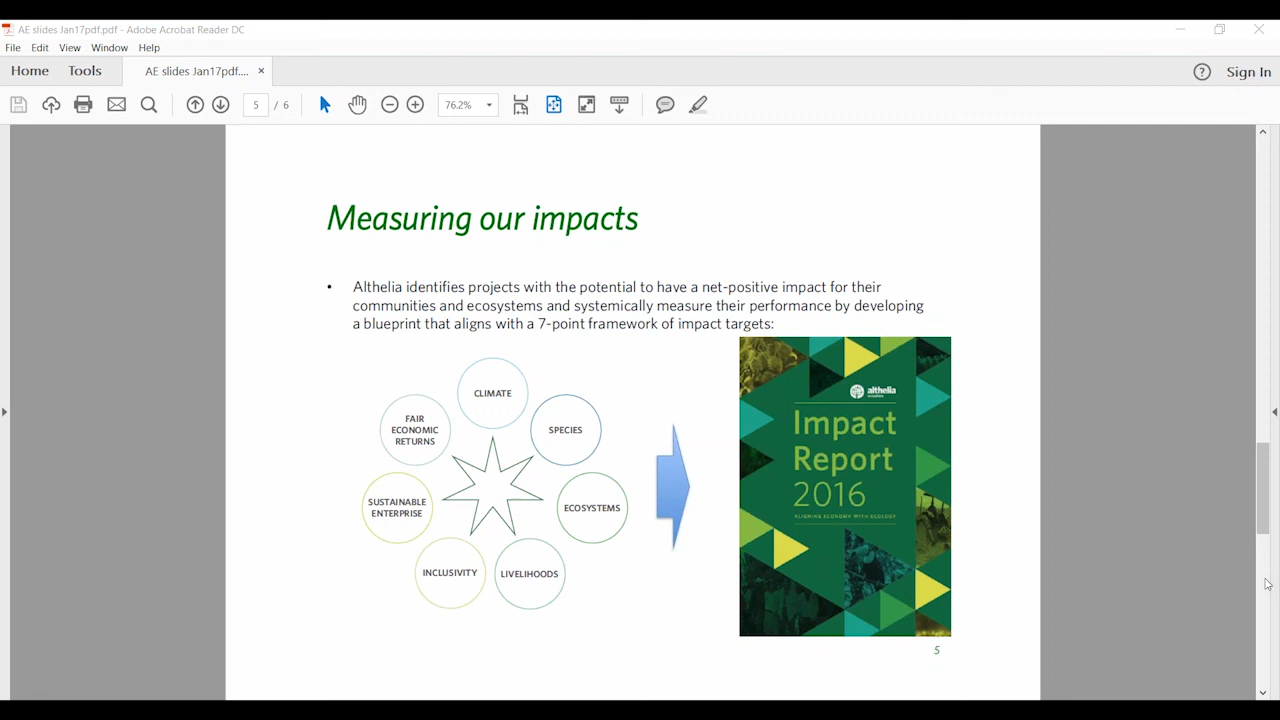 AE slides Jan17pdf.pdf - Adobe Acrobat Reader DC
File Edit View Window Help
Home Tools AE slides Jan17pdf.... × Sign In
5 / 6 76.2%
Measuring our impacts
• Althelia identifies projects with the potential to have a net-positive impact for their
communities and ecosystems and systemically measure their performance by developing
a blueprint that aligns with a 7-point framework of impact targets:
CLIMATE
SPECIES
ECOSYSTEMS
LIVELIHOODS
INCLUSIVITY
SUSTAINABLE
ENTERPRISE
FAIR
ECONOMIC
RETURNS
althelia
ecosphere
Impact
Report
2016
ALIGNING ECONOMY WITH ECOLOGY
5